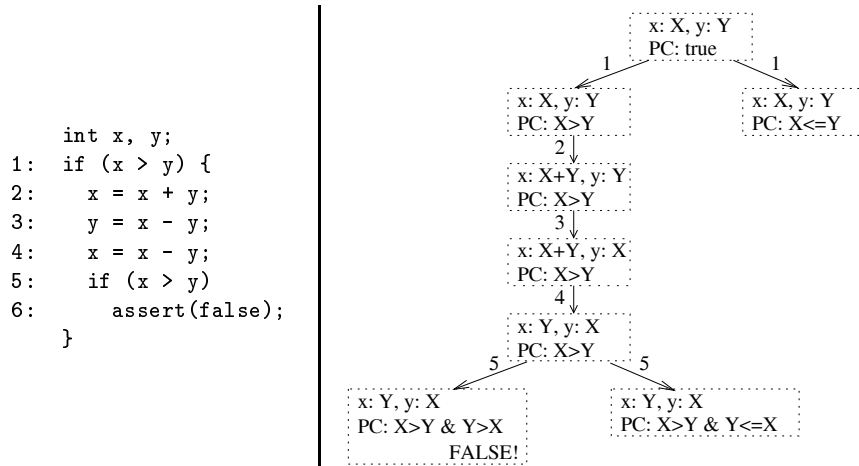 int x, y;
1: if (x > y) {
2: x = x + y;
3: y = x - y;
4: x = x - y;
5: if (x > y)
6: assert(false);
}
x: X, y: Y
PC: true
1
1
x: X, y: Y
PC: X>Y
x: X, y: Y
PC: X<=Y
2
x: X+Y, y: Y
PC: X>Y
3
x: X+Y, y: X
PC: X>Y
4
x: Y, y: X
PC: X>Y
5
5
x: Y, y: X
PC: X>Y & Y>X
FALSE!
x: Y, y: X
PC: X>Y & Y<=X